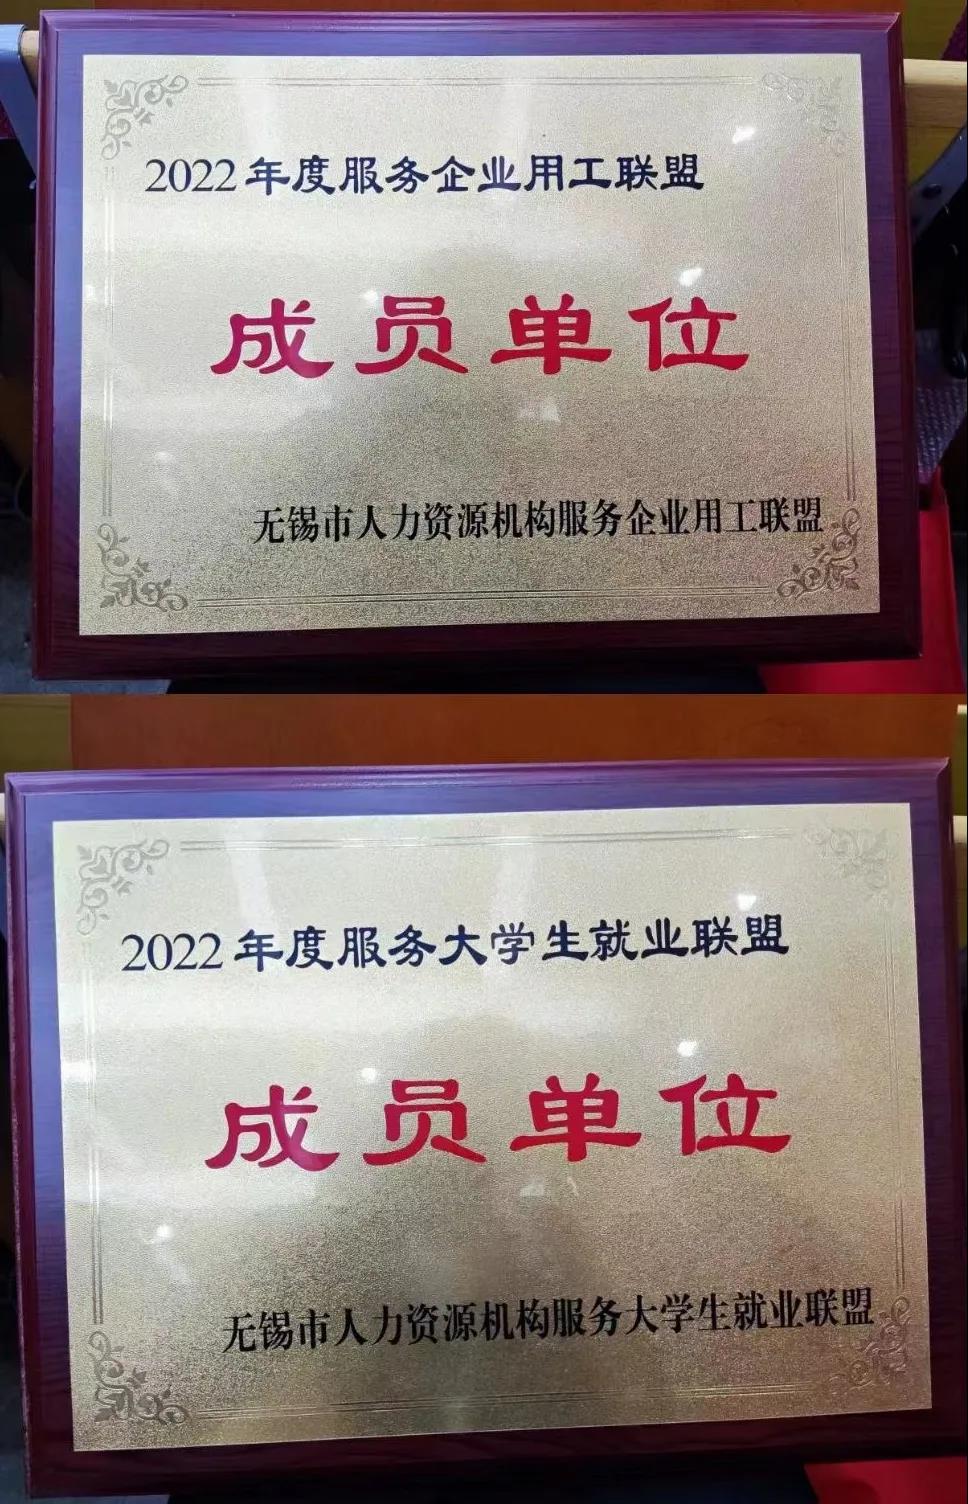 2022年度服务企业用工联盟
成员单位
无锡市人力资源机构服务企业用工联盟
2022年度服务大学生就业联盟
成员单位
无锡市人力资源机构服务大学生就业联盟